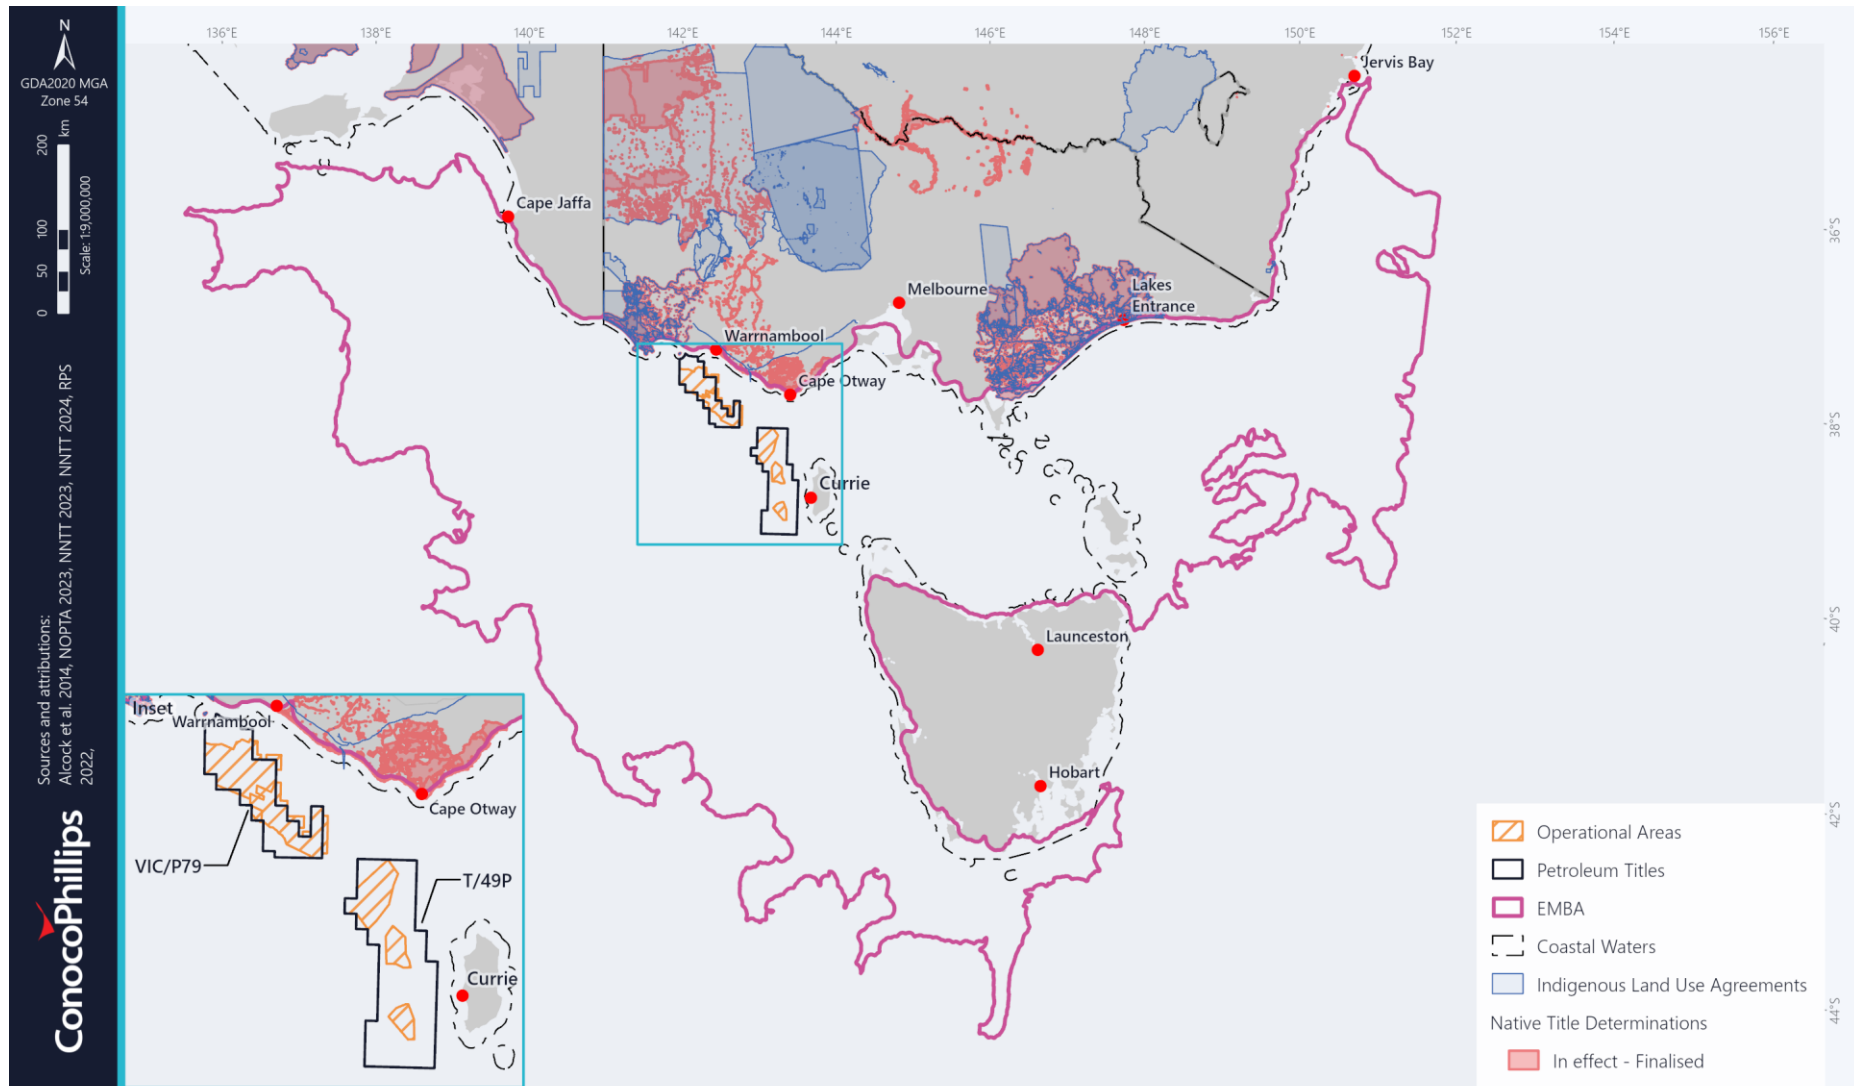 N
GDA2020 MGA
Zone 54
0 50 100 200 km
Scale: 1:9,000,000
Sources and attributions:
Alcock et al. 2014, NOPTA 2023, NNTT 2023, NNTT 2024, RPS
2022,
ConocoPhillips
136°E 138°E 140°E 142°E 144°E 146°E 148°E 150°E 152°E 154°E 156°E
36°S
38°S
40°S
42°S
44°S
Jervis Bay
Cape Jaffa
Melbourne
Lakes
Entrance
Warrnambool
Cape Otway
Currie
Launceston
Hobart
Inset
Warrnambool
Cape Otway
VIC/P79
T/49P
Currie
Operational Areas
Petroleum Titles
EMBA
Coastal Waters
Indigenous Land Use Agreements
Native Title Determinations
In effect - Finalised